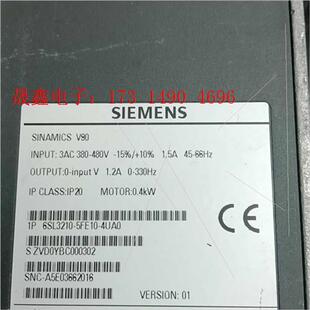 晟鑫电子：173 1490 4696
SIEMENS
SINAMICS V90
INPUT: 3AC 380-480V -15%/+10% 1.5A 45-66Hz
OUTPUT:0-input V 1.2A 0-330Hz
IP CLASS:IP20 MOTOR:0.4kW
1P 6SL3210-5FE10-4UA0
S ZVD0YBC000302
SNC-A5E03662016
VERSION: 01